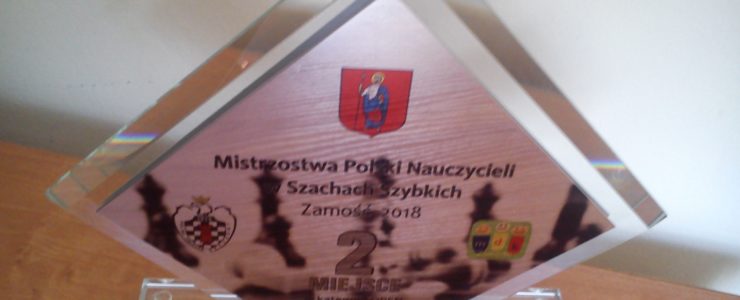 Mistrzostwa Polski Nauczycieli
w Szachach Szybkich
Zamość 2018
2
MIEJSCE